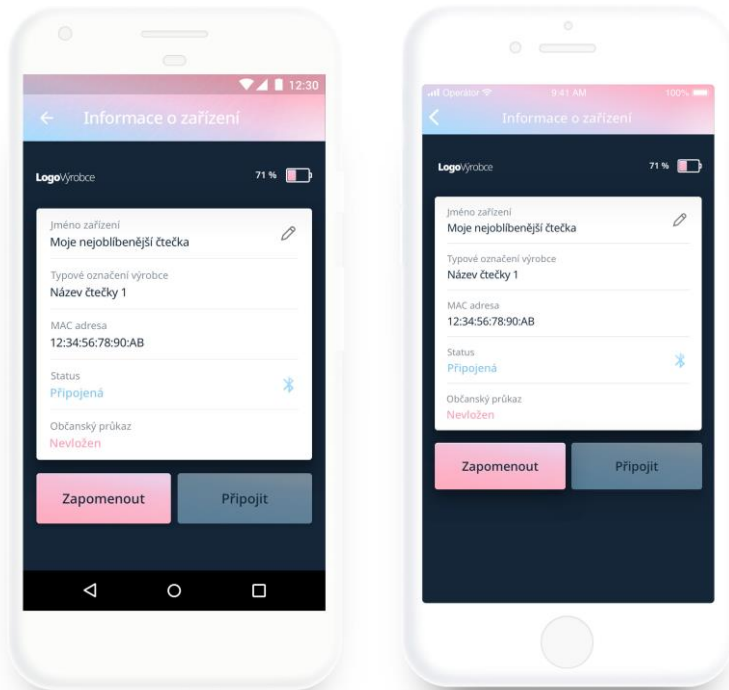 12:30
Informace o zařízení
LogoVýrobce
71 %
Jméno zařízení
Moje nejoblíbenější čtečka
Typové označení výrobce
Název čtečky 1
MAC adresa
12:34:56:78:90:AB
Status
Připojená
Občanský průkaz
Nevložen
Zapomenout
Připojit
Operator 9:41 AM 100%
Informace o zařízení
LogoVýrobce
71 %
Jméno zařízení
Moje nejoblíbenější čtečka
Typové označení výrobce
Název čtečky 1
MAC adresa
12:34:56:78:90:AB
Status
Připojená
Občanský průkaz
Nevložen
Zapomenout
Připojit